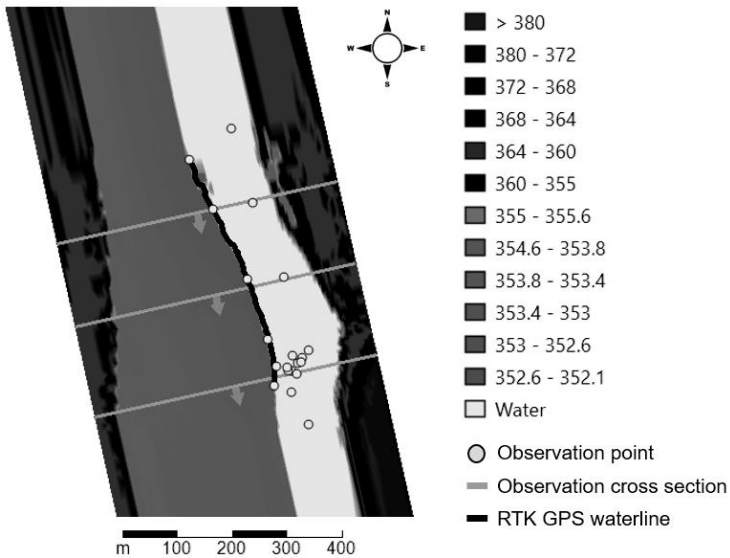 N
W
E
S
> 380
380 - 372
372 - 368
368 - 364
364 - 360
360 - 355
355 - 355.6
354.6 - 353.8
353.8 - 353.4
353.4 - 353
353 - 352.6
352.6 - 352.1
Water
Observation point
Observation cross section
RTK GPS waterline
m 100 200 300 400